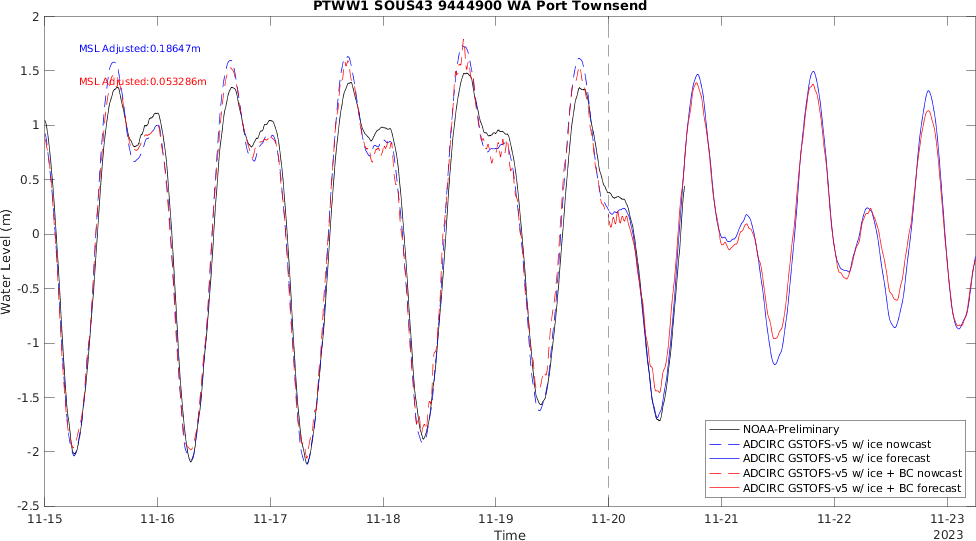 PTWW1 SOUS43 9444900 WA Port Townsend
MSL Adjusted:0.18647m
MSL Adjusted:0.053286m
Water Level (m)
2
1.5
1
0.5
0
-0.5
-1
-1.5
-2
-2.5
NOAA-Preliminary
ADCIRC GSTOFS-v5 w/ ice nowcast
ADCIRC GSTOFS-v5 w/ ice forecast
ADCIRC GSTOFS-v5 w/ ice + BC nowcast
ADCIRC GSTOFS-v5 w/ ice + BC forecast
11-15 11-16 11-17 11-18 11-19 11-20 11-21 11-22 11-23
Time
2023